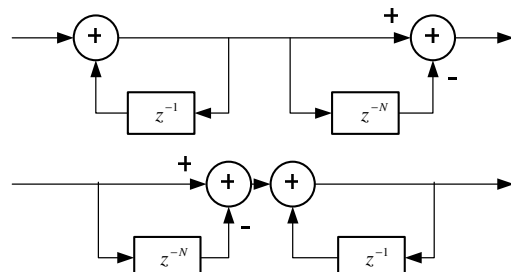 + + +
z⁻¹ z⁻ᴺ -
+ + +
z⁻ᴺ - z⁻¹